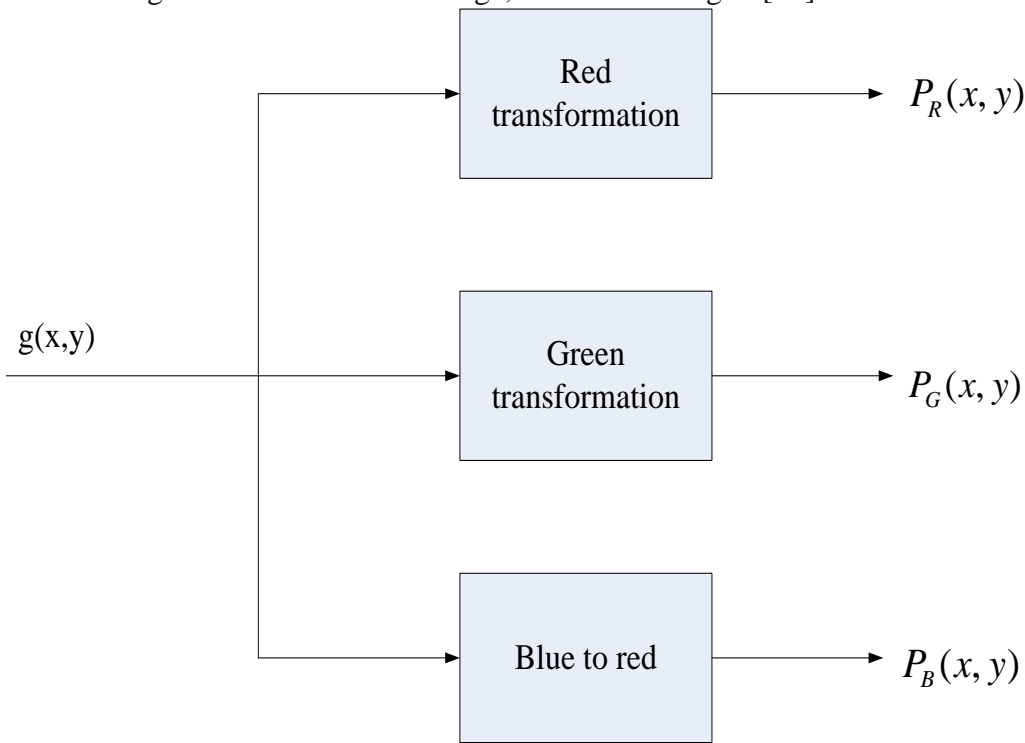 Red
transformation
P_R(x, y)
g(x,y)
Green
transformation
P_G(x, y)
Blue to red
P_B(x, y)